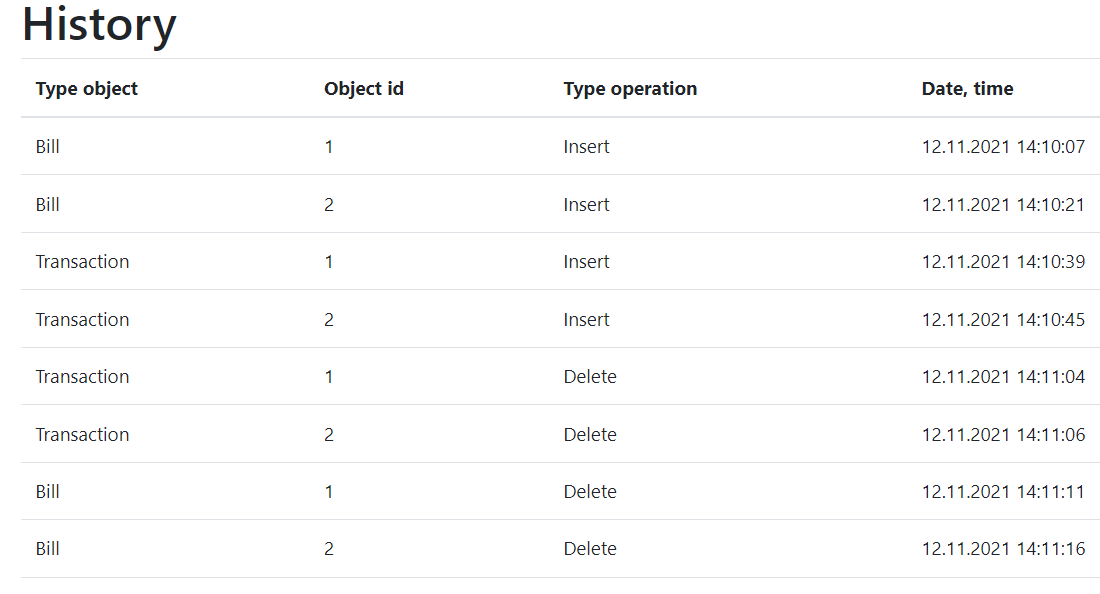 History
Type object Object id Type operation Date, time
Bill 1 Insert 12.11.2021 14:10:07
Bill 2 Insert 12.11.2021 14:10:21
Transaction 1 Insert 12.11.2021 14:10:39
Transaction 2 Insert 12.11.2021 14:10:45
Transaction 1 Delete 12.11.2021 14:11:04
Transaction 2 Delete 12.11.2021 14:11:06
Bill 1 Delete 12.11.2021 14:11:11
Bill 2 Delete 12.11.2021 14:11:16